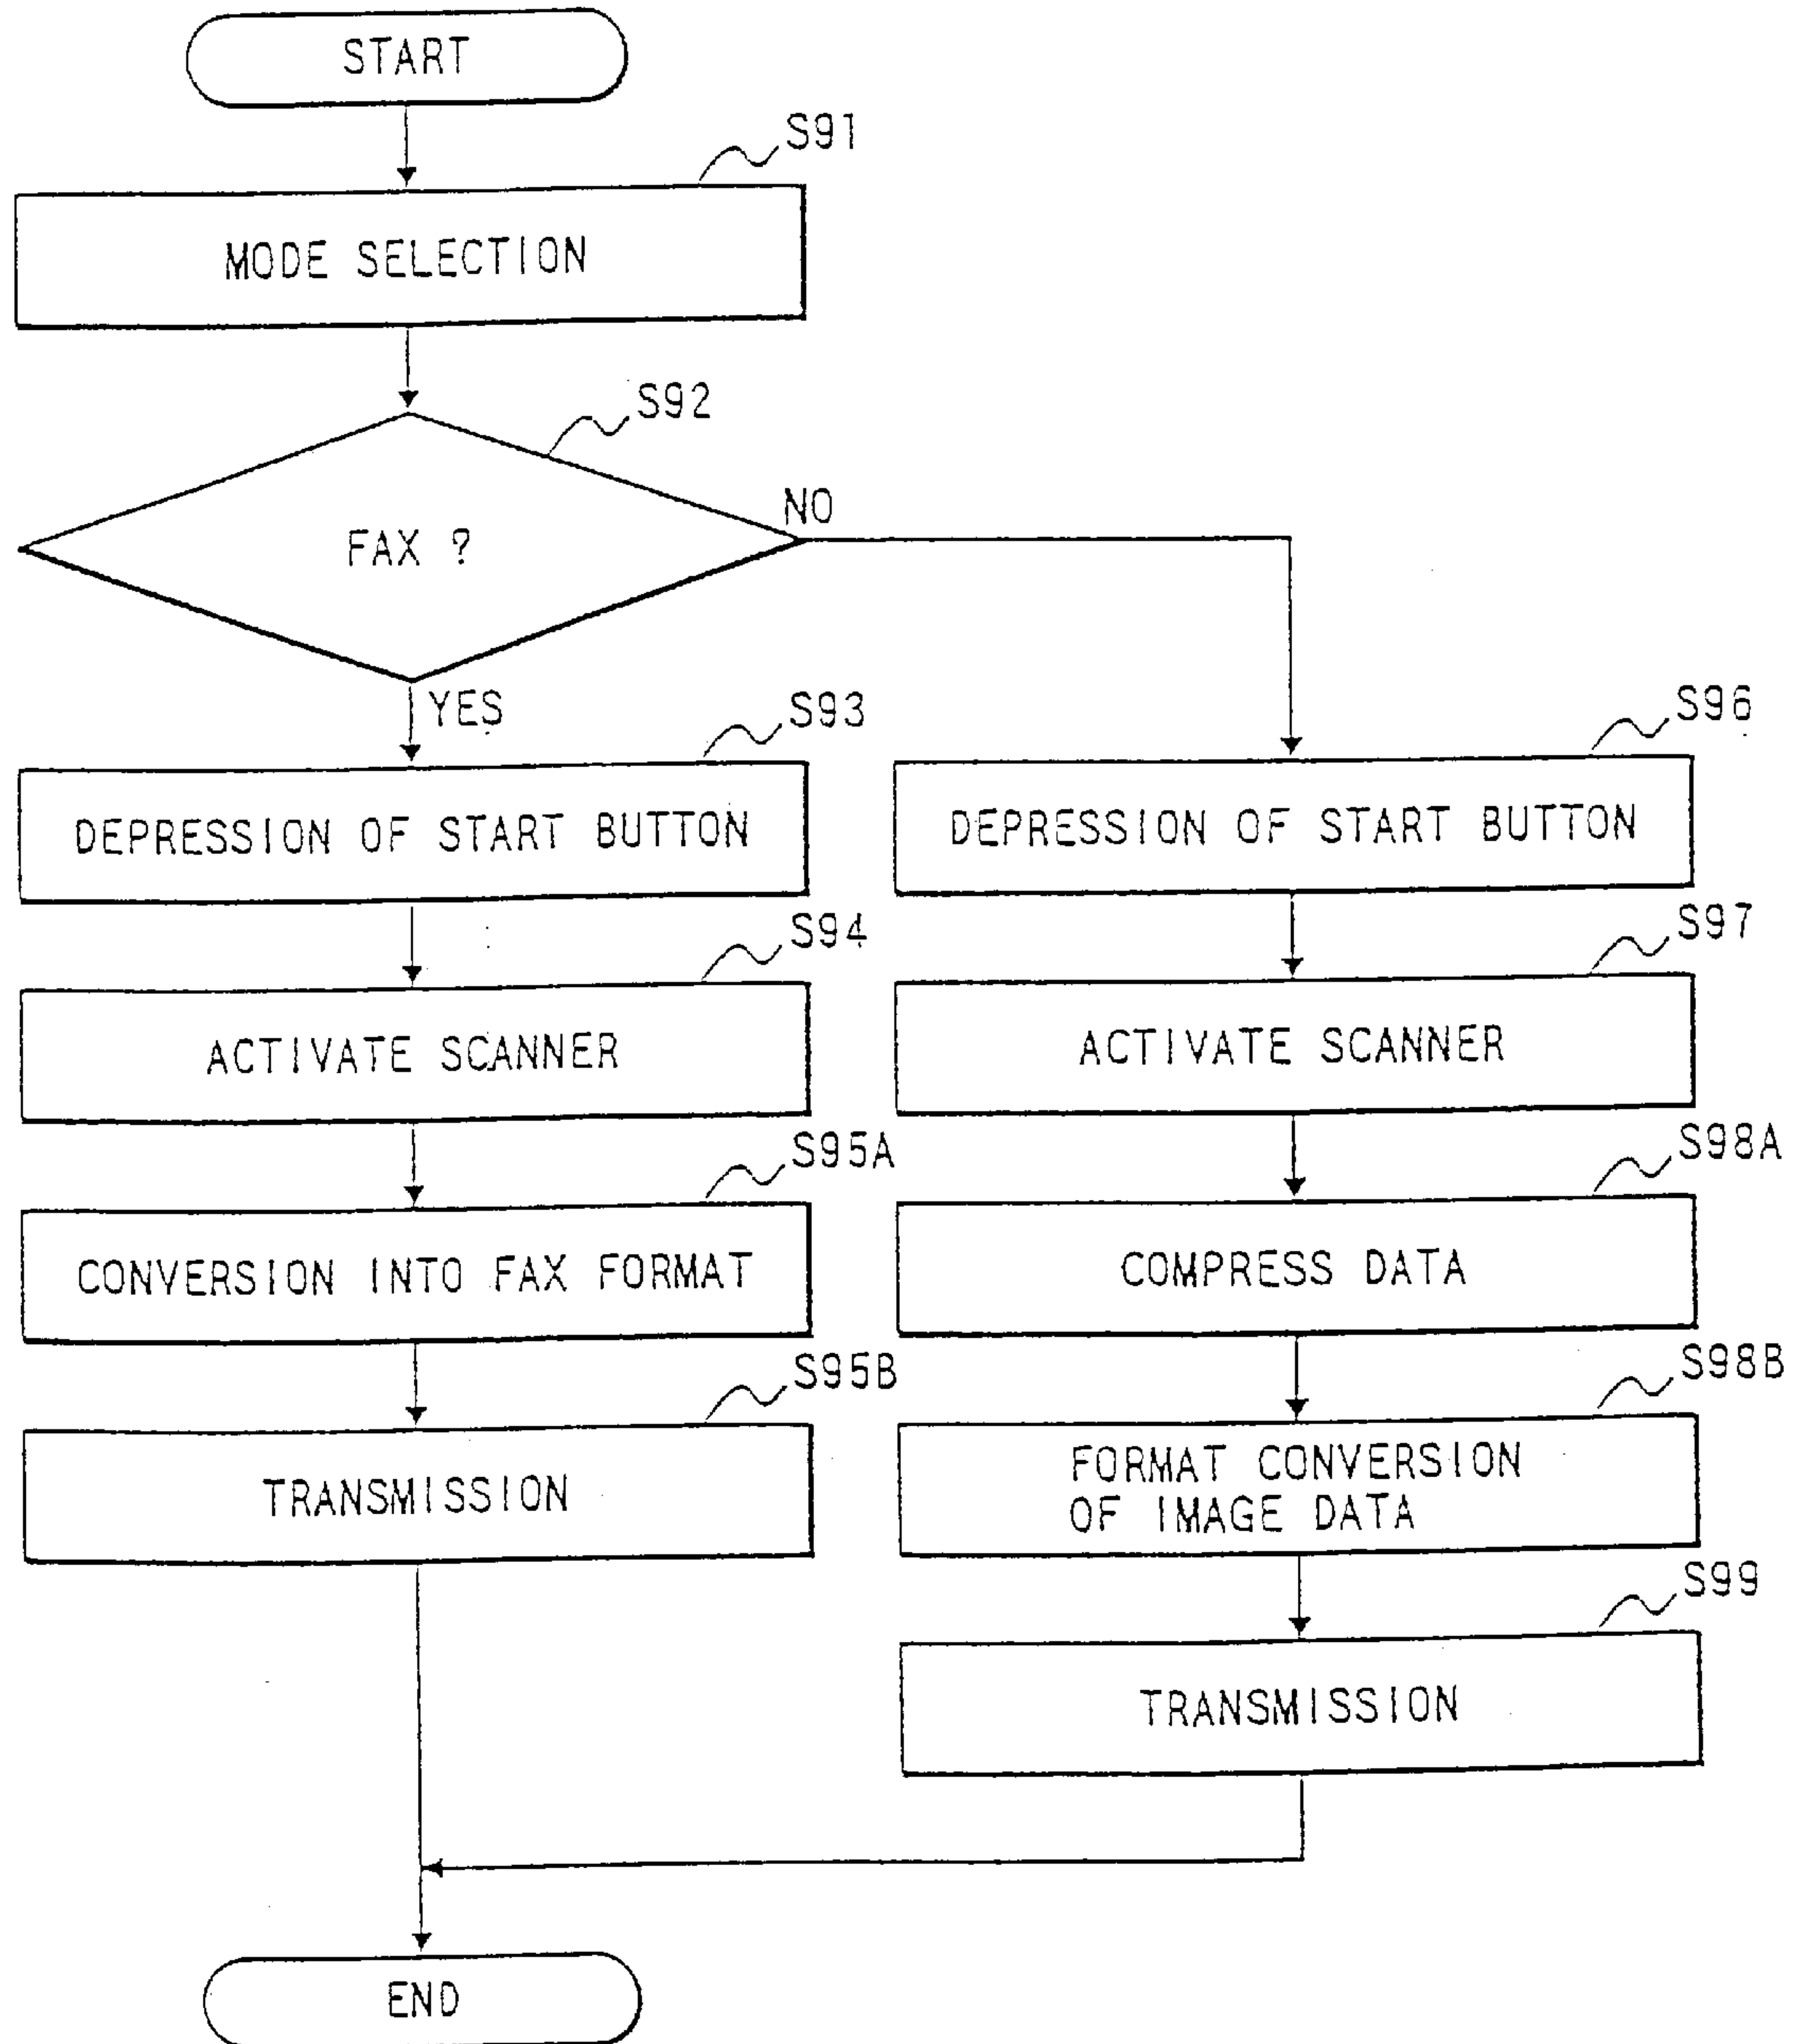 START
S91
MODE SELECTION
S92
FAX ?
NO
YES
S93
DEPRESSION OF START BUTTON
S94
ACTIVATE SCANNER
S95A
CONVERSION INTO FAX FORMAT
S95B
TRANSMISSION
S96
DEPRESSION OF START BUTTON
S97
ACTIVATE SCANNER
S98A
COMPRESS DATA
S98B
FORMAT CONVERSION
OF IMAGE DATA
S99
TRANSMISSION
END